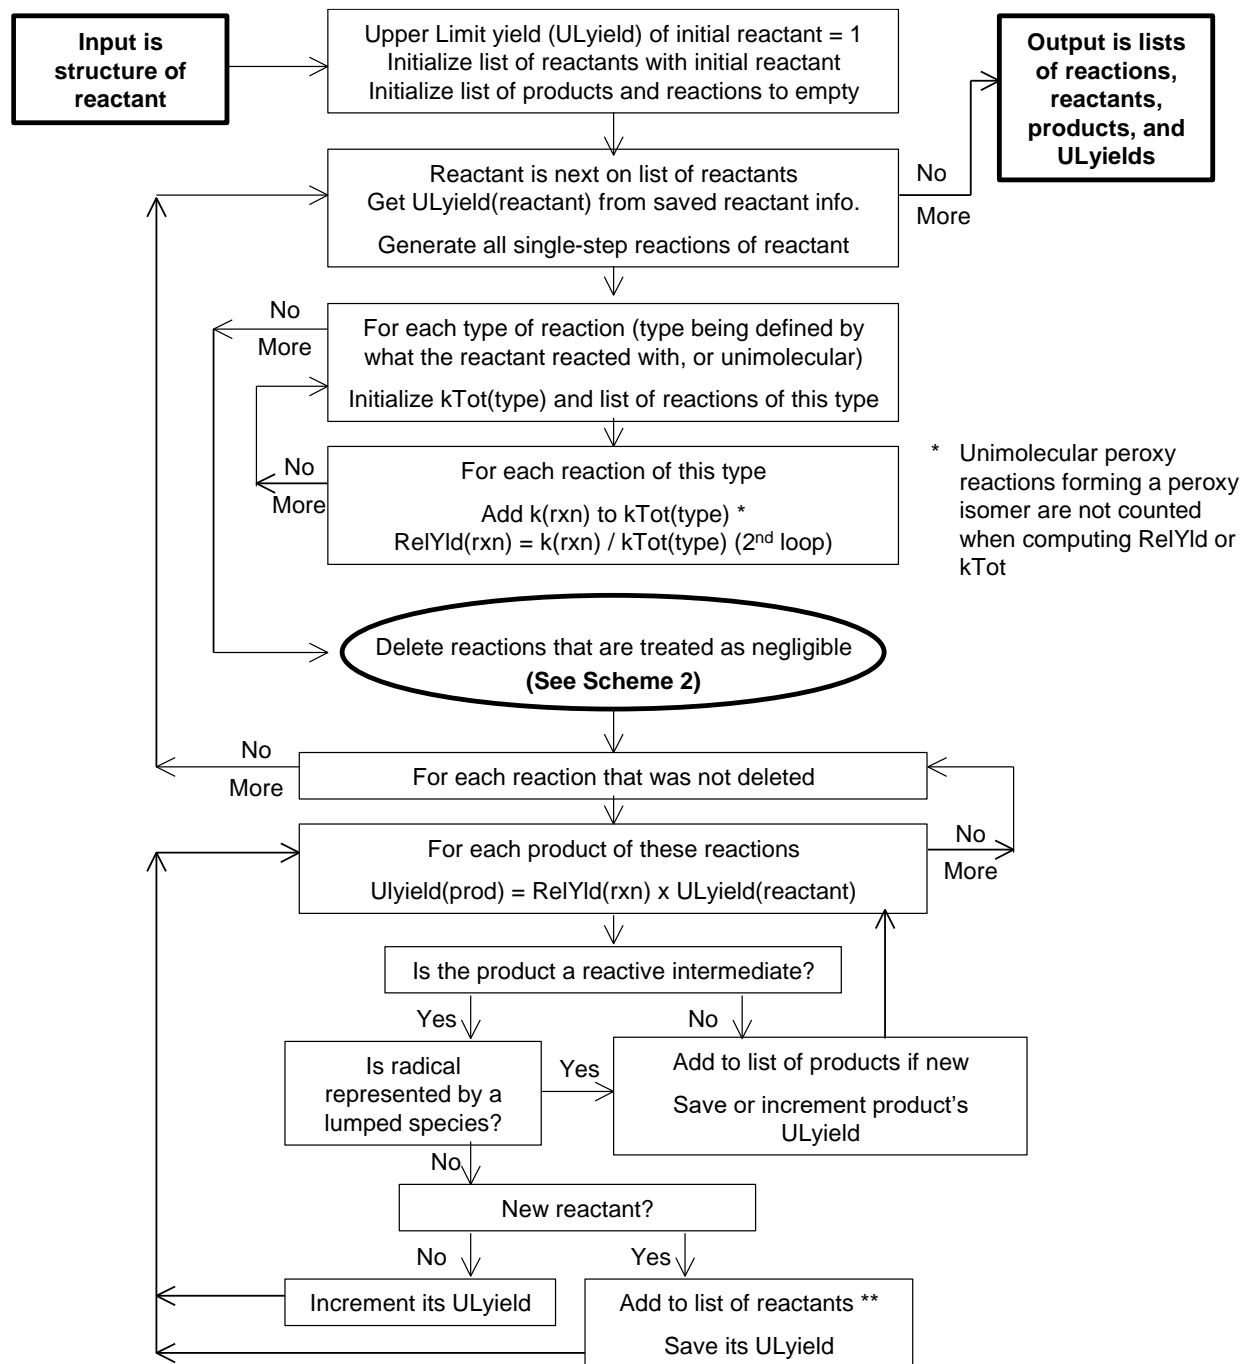 Input is
structure of
reactant
Upper Limit yield (ULyield) of initial reactant = 1
Initialize list of reactants with initial reactant
Initialize list of products and reactions to empty
Output is lists
of reactions,
reactants,
products, and
ULyields
Reactant is next on list of reactants
Get ULyield(reactant) from saved reactant info.
Generate all single-step reactions of reactant
No
More
No
More
For each type of reaction (type being defined by
what the reactant reacted with, or unimolecular)
Initialize kTot(type) and list of reactions of this type
No
More
For each reaction of this type
Add k(rxn) to kTot(type) *
RelYld(rxn) = k(rxn) / kTot(type) (2nd loop)
* Unimolecular peroxy
reactions forming a peroxy
isomer are not counted
when computing RelYld or
kTot
Delete reactions that are treated as negligible
(See Scheme 2)
No
More
For each reaction that was not deleted
For each product of these reactions
Ulyield(prod) = RelYld(rxn) x ULyield(reactant)
No
More
Is the product a reactive intermediate?
Yes
No
Is radical
represented by a
lumped species?
Yes
Add to list of products if new
Save or increment product's
ULyield
No
New reactant?
No
Yes
Increment its ULyield
Add to list of reactants **
Save its ULyield